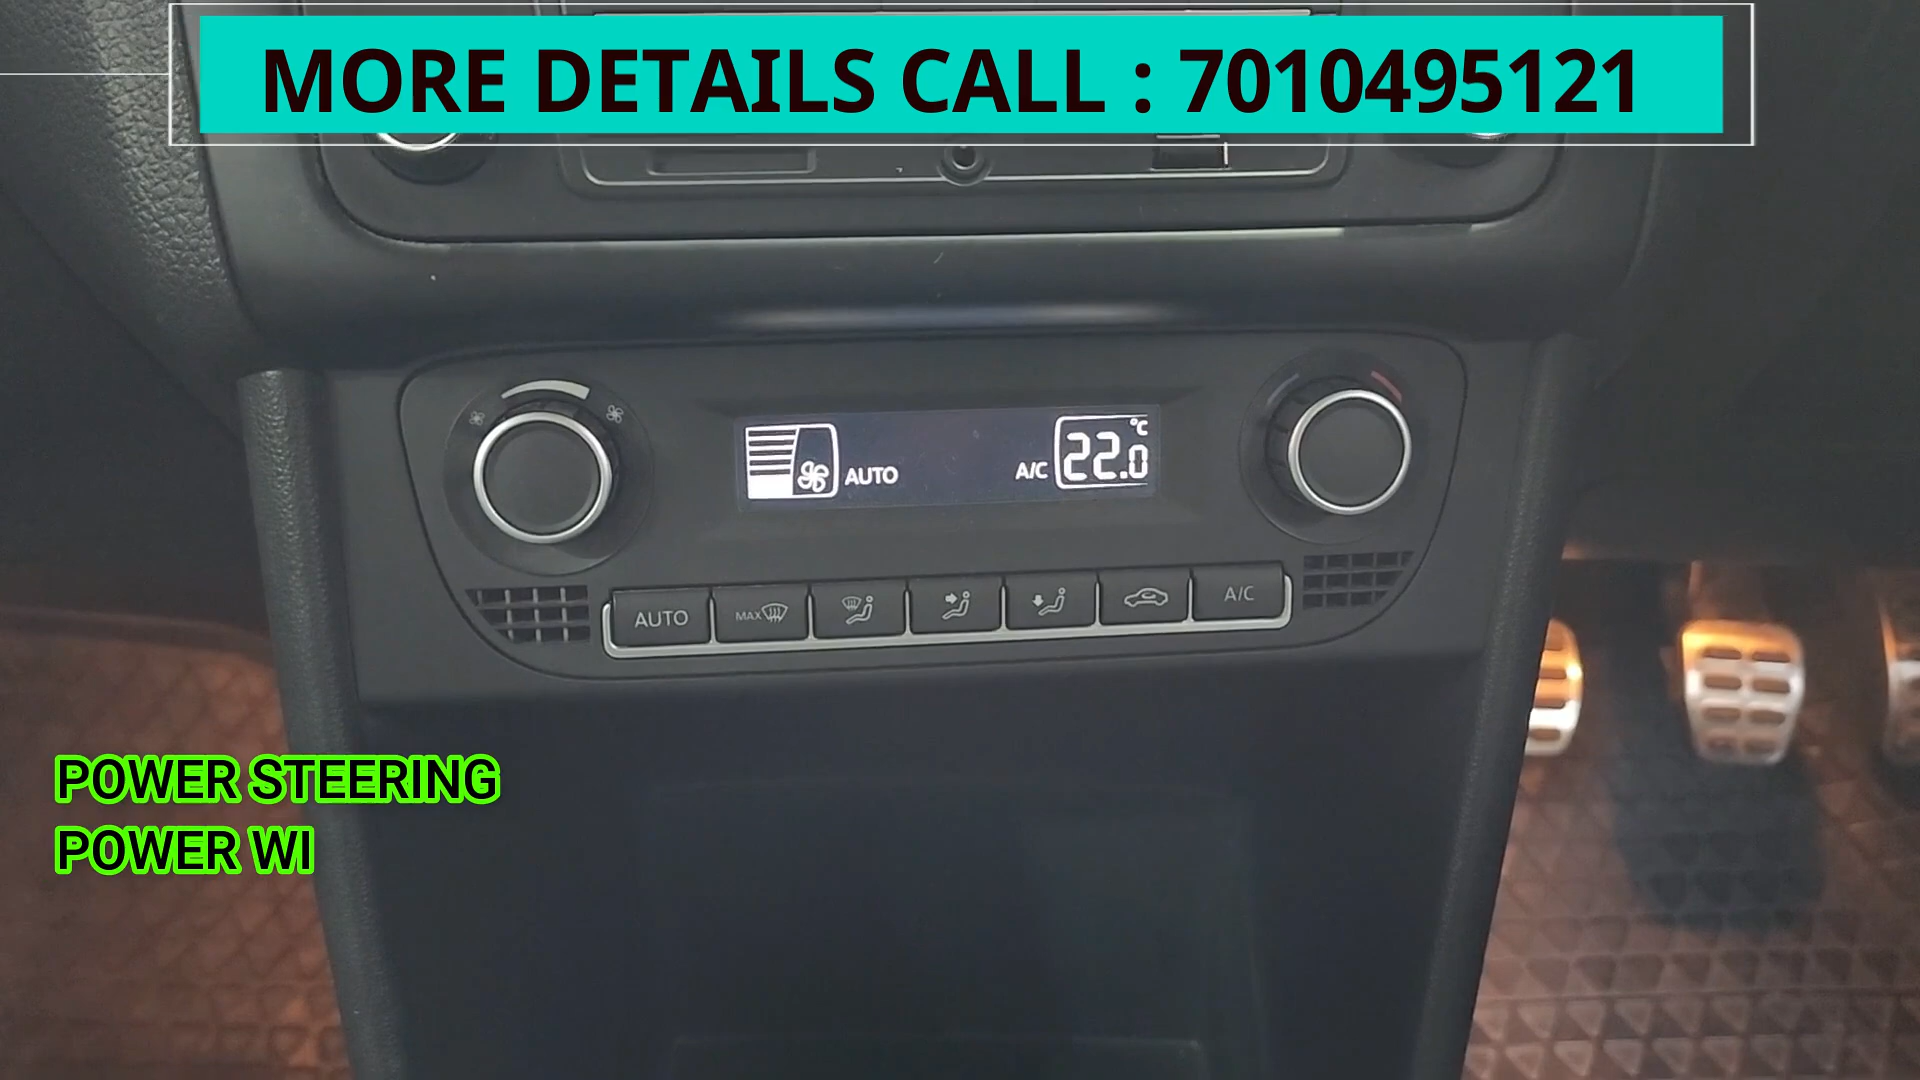 MORE DETAILS CALL : 7010495121
AUTO
A/C 22.0 °C
AUTO
MAX
A/C
POWER STEERING
POWER WI